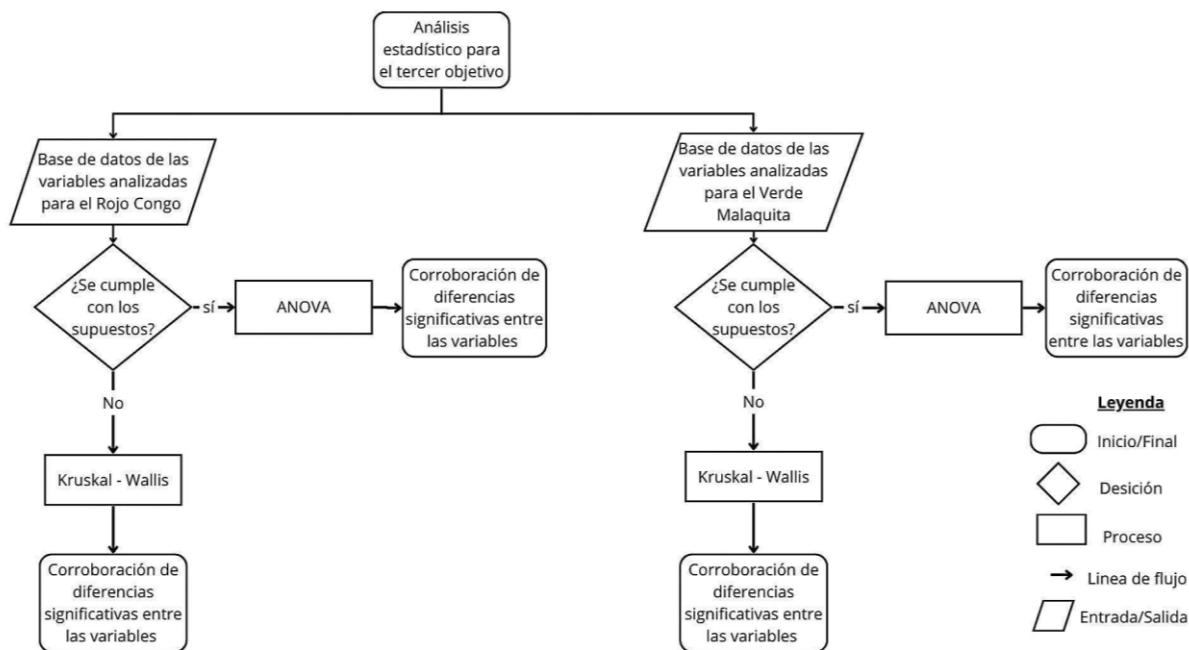 Análisis
estadístico para
el tercer objetivo
Base de datos de las
variables analizadas
para el Rojo Congo
¿Se cumple
con los
supuestos?
sí
ANOVA
Corroboración de
diferencias
significativas entre
las variables
No
Kruskal - Wallis
Corroboración de
diferencias
significativas entre
las variables
Base de datos de las
variables analizadas
para el Verde
Malaquita
¿Se cumple
con los
supuestos?
sí
ANOVA
Corroboración de
diferencias
significativas
entre las variables
No
Kruskal - Wallis
Corroboración de
diferencias
significativas entre
las variables
Leyenda
Inicio/Final
Desición
Proceso
Linea de flujo
Entrada/Salida